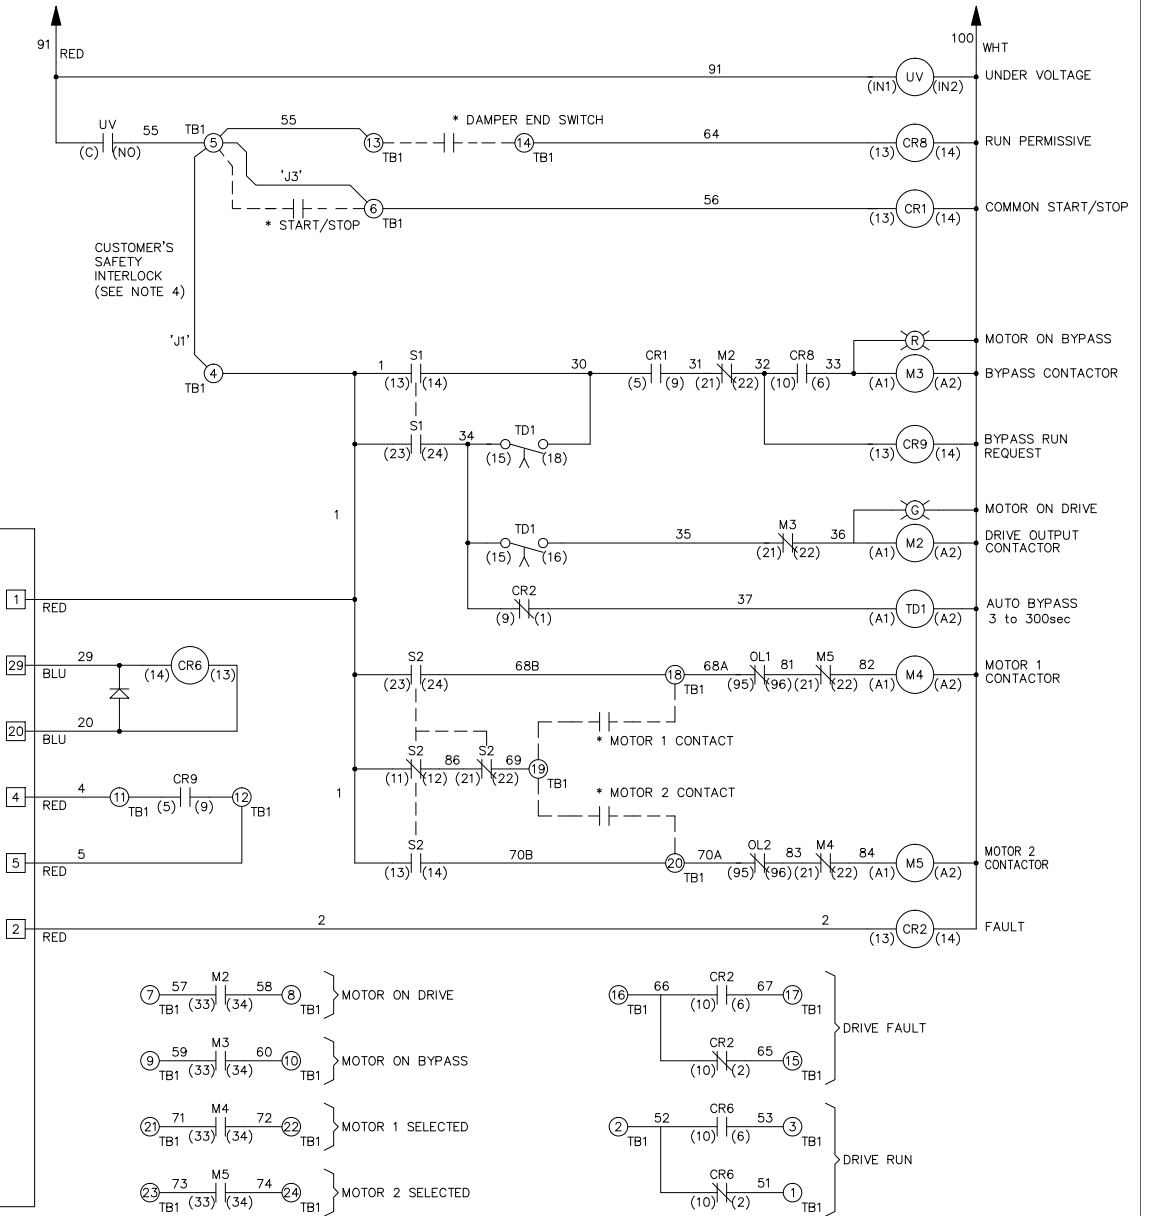 91 RED
100 WHT
91 (IN1) UV (IN2) UNDER VOLTAGE
UV 55 TB1 5 55 13 * DAMPER END SWITCH 14 64 CR8 RUN PERMISSIVE
(C) (NO) TB1 TB1 (13) (14)
'J3' 6 56 CR1 COMMON START/STOP
* START/STOP TB1 (13) (14)
CUSTOMER'S
SAFETY
INTERLOCK
(SEE NOTE 4)
R MOTOR ON BYPASS
'J1' 4 TB1 1 S1 30 CR1 31 M2 32 CR8 33 M3 BYPASS CONTACTOR
(13) (14) (5) (9) (21) (22) (10) (6) (A1) (A2)
S1 34 TD1 CR9 BYPASS RUN
REQUEST
(23) (24) (15) (18) (13) (14)
1
G MOTOR ON DRIVE
TD1 35 M3 36 M2 DRIVE OUTPUT
CONTACTOR
(15) (16) (21) (22) (A1) (A2)
1 RED CR2 37 TD1 AUTO BYPASS
3 to 300sec
(9) (1) (A1) (A2)
29 BLU 29 (14) CR6 (13)
S2 68B 18 68A OL1 81 M5 82 M4 MOTOR 1
CONTACTOR
(23) (24) TB1 (95) (96) (21) (22) (A1) (A2)
20 BLU 20
* MOTOR 1 CONTACT
S2 86 S2 69 19
(11) (12) (21) (22) TB1
4 RED 4 11 CR9 12
TB1 (5) (9) TB1
1
* MOTOR 2 CONTACT
5 RED 5
S2 70B 20 70A OL2 83 M4 84 M5 MOTOR 2
CONTACTOR
(13) (14) TB1 (95) (96) (21) (22) (A1) (A2)
2 RED 2 2 CR2 FAULT
(13) (14)
7 57 M2 58 8 MOTOR ON DRIVE
TB1 (33) (34) TB1
9 59 M3 60 10 MOTOR ON BYPASS
TB1 (33) (34) TB1
21 71 M4 72 22 MOTOR 1 SELECTED
TB1 (33) (34) TB1
23 73 M5 74 24 MOTOR 2 SELECTED
TB1 (33) (34) TB1
16 66 CR2 67 17
TB1 (10) (6) TB1
DRIVE FAULT
CR2 65 15
(10) (2) TB1
2 52 CR6 53 3
TB1 (10) (6) TB1
DRIVE RUN
CR6 51 1
(10) (2) TB1